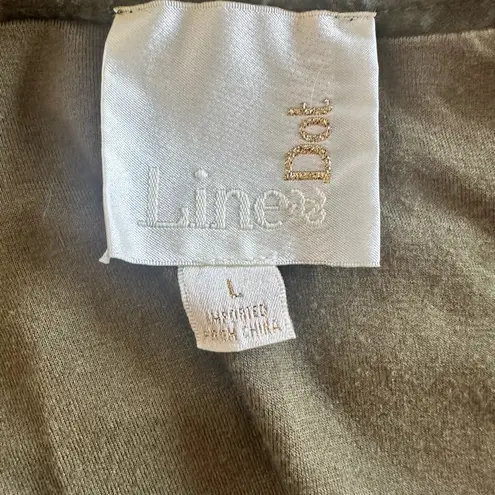 Line &
Dot
L
IMPORTED
FROM CHINA